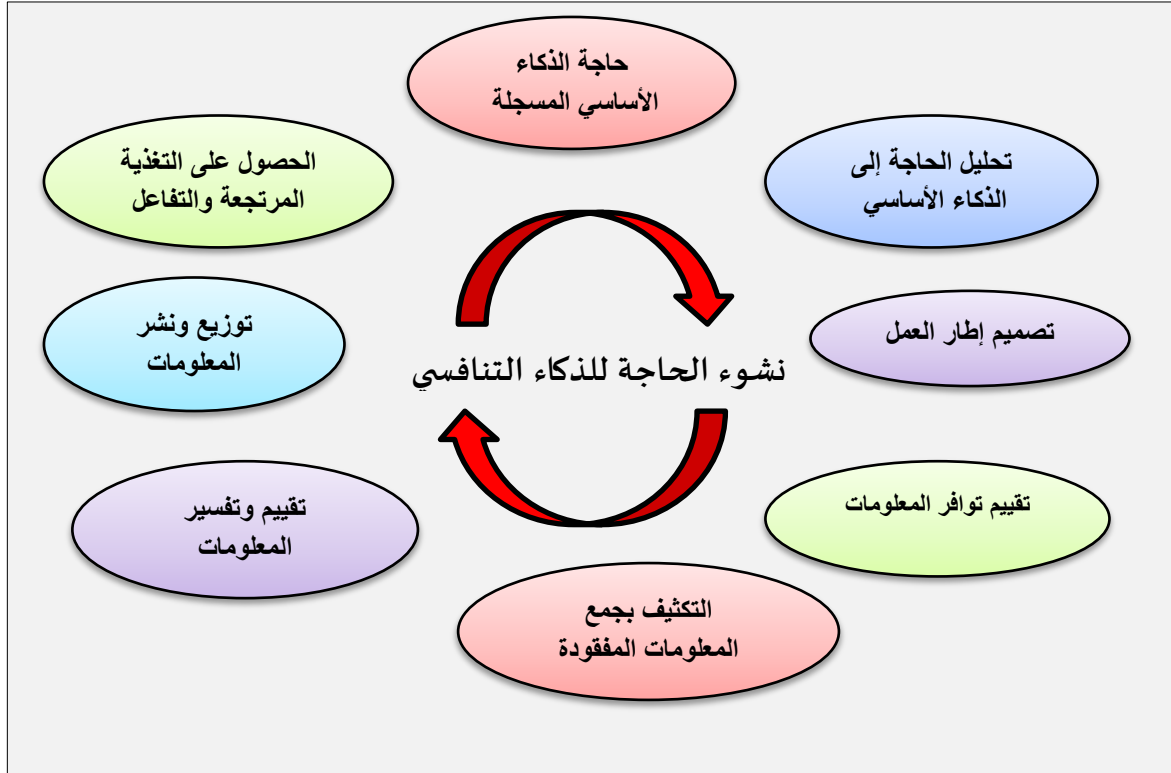 حاجة الذكاء
الأساسي المسجلة
تحليل الحاجة إلى
الذكاء الأساسي
تصميم إطار العمل
تقييم توافر المعلومات
التكثيف بجمع
المعلومات المفقودة
تقييم وتفسير
المعلومات
توزيع ونشر
المعلومات
الحصول على التغذية
المرتجعة والتفاعل
نشوء الحاجة للذكاء التنافسي